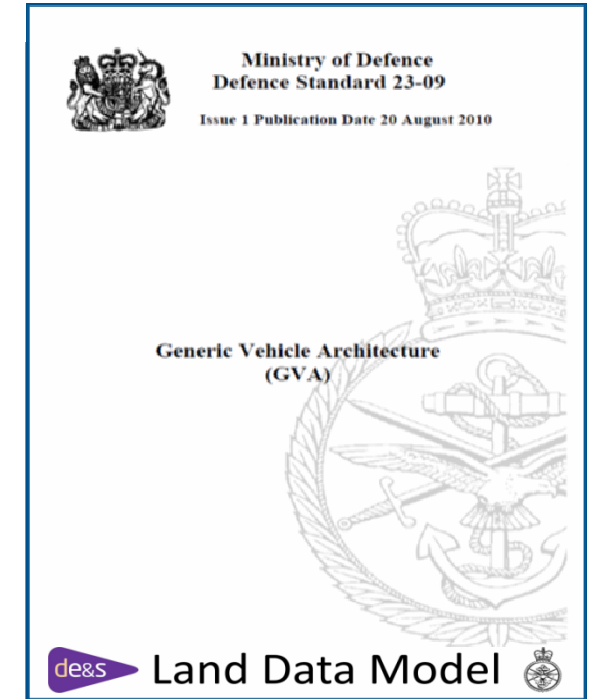 Ministry of Defence
Defence Standard 23-09
Issue 1 Publication Date 20 August 2010
Generic Vehicle Architecture
(GVA)
de&s Land Data Model